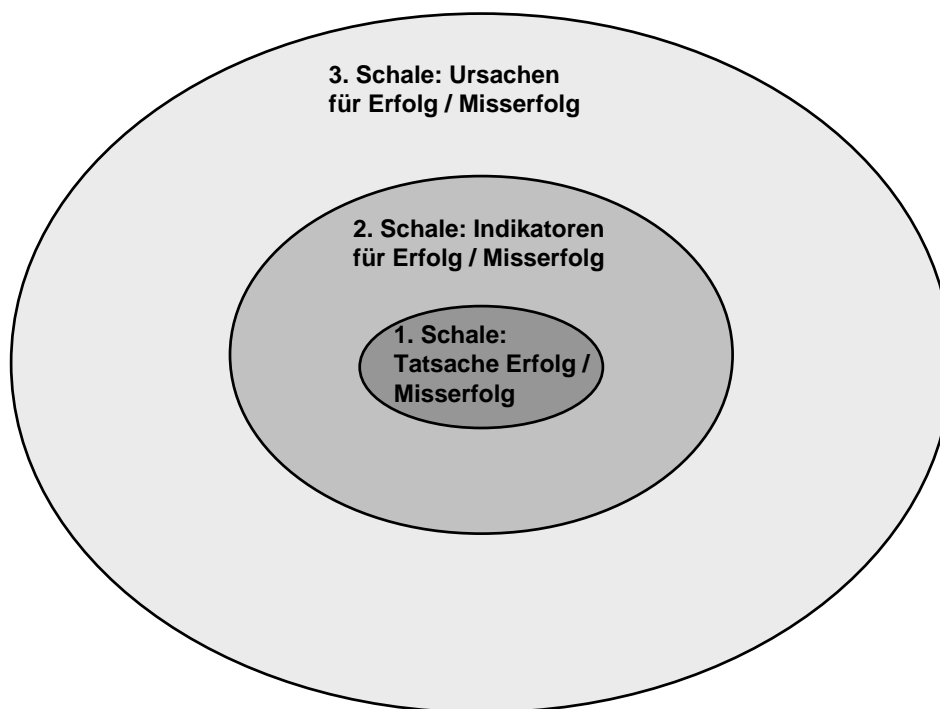 3. Schale: Ursachen
für Erfolg / Misserfolg
2. Schale: Indikatoren
für Erfolg / Misserfolg
1. Schale:
Tatsache Erfolg /
Misserfolg